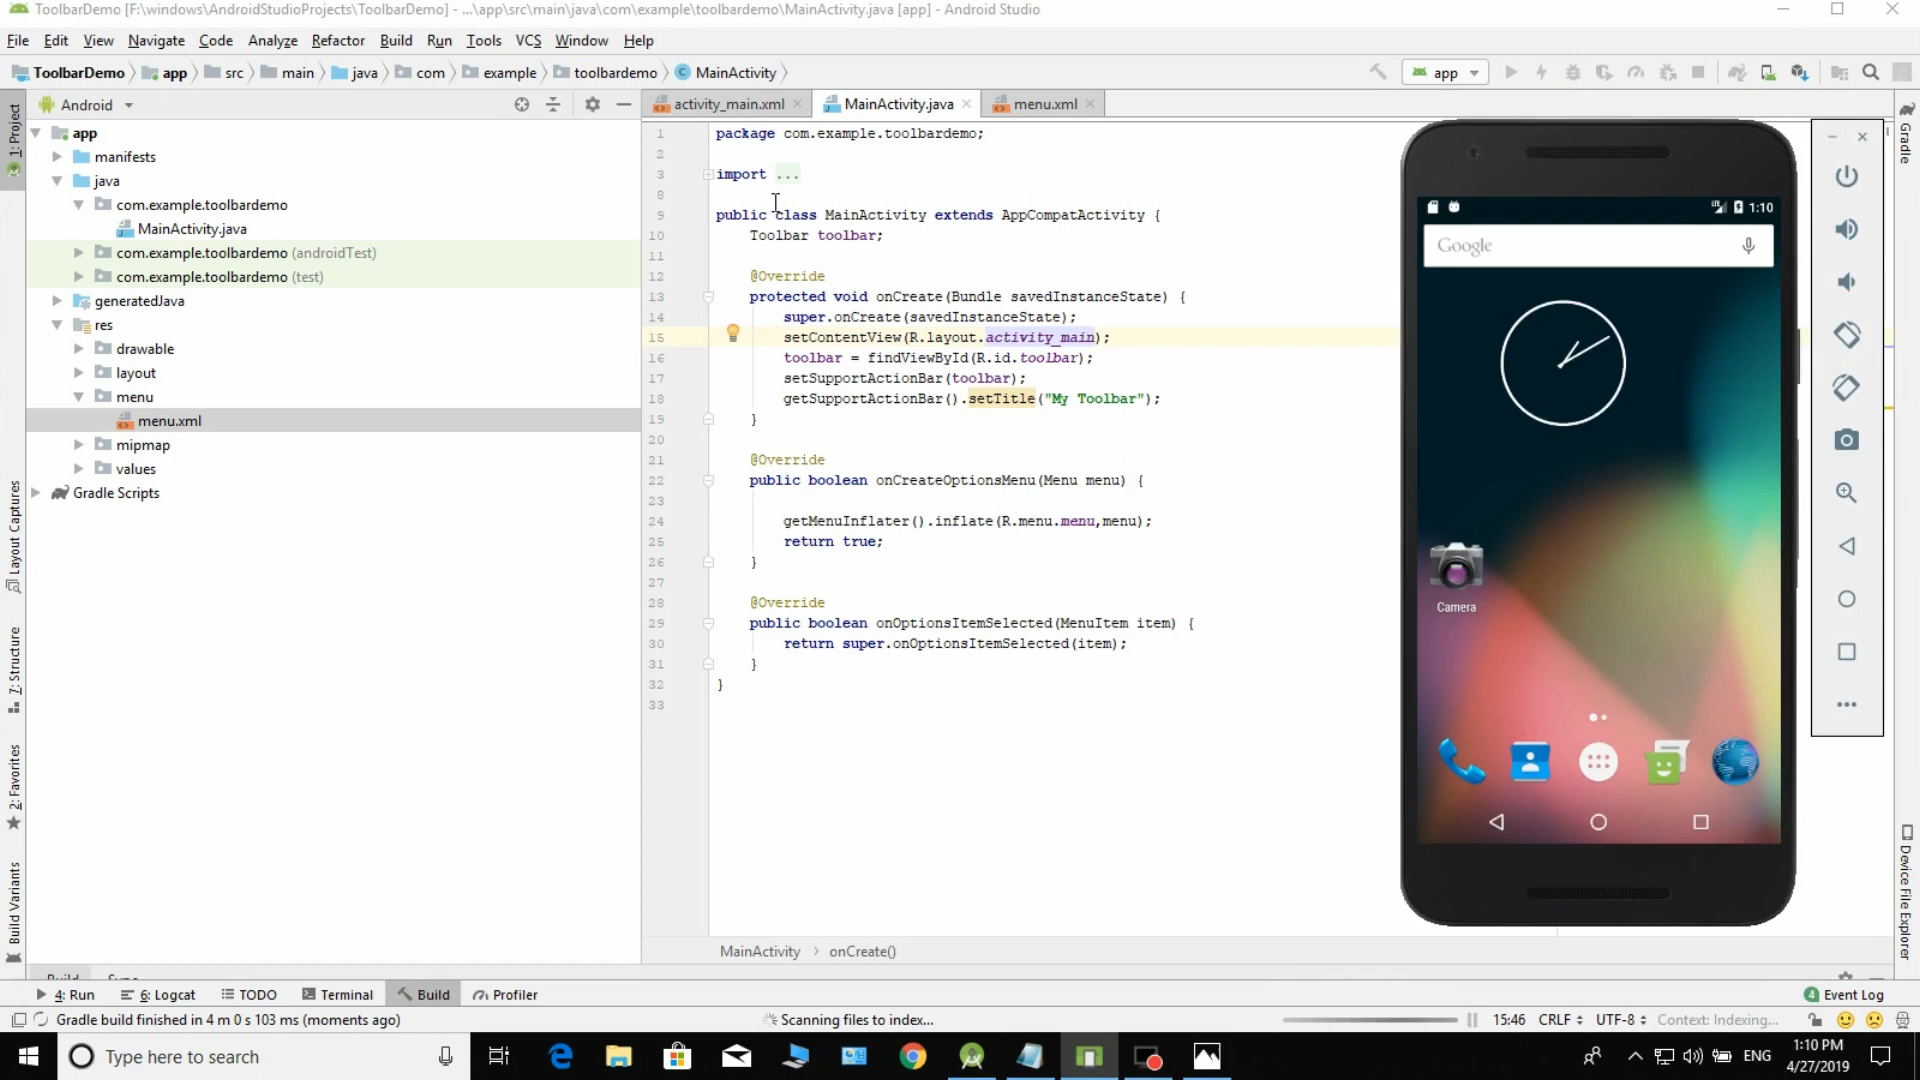 ToolbarDemo [F:\windows\AndroidStudioProjects\ToolbarDemo] - ...\app\src\main\java\com\example\toolbardemo\MainActivity.java [app] - Android Studio
File Edit View Navigate Code Analyze Refactor Build Run Tools VCS Window Help
ToolbarDemo app src main java com example toolbardemo MainActivity app
Android
activity_main.xml MainActivity.java menu.xml
1: Project
Layout Captures
7: Structure
2: Favorites
Build Variants
app
manifests
java
com.example.toolbardemo
MainActivity.java
com.example.toolbardemo (androidTest)
com.example.toolbardemo (test)
generatedJava
res
drawable
layout
menu
menu.xml
mipmap
values
Gradle Scripts
1 package com.example.toolbardemo;
2
3 import ...
8
9 public class MainActivity extends AppCompatActivity {
10 Toolbar toolbar;
11
12 @Override
13 protected void onCreate(Bundle savedInstanceState) {
14 super.onCreate(savedInstanceState);
15 setContentView(R.layout.activity_main);
16 toolbar = findViewById(R.id.toolbar);
17 setSupportActionBar(toolbar);
18 getSupportActionBar().setTitle("My Toolbar");
19 }
20
21 @Override
22 public boolean onCreateOptionsMenu(Menu menu) {
23
24 getMenuInflater().inflate(R.menu.menu,menu);
25 return true;
26 }
27
28 @Override
29 public boolean onOptionsItemSelected(MenuItem item) {
30 return super.onOptionsItemSelected(item);
31 }
32 }
33
1:10
Google
Camera
Gradle
Device File Explorer
MainActivity onCreate()
Build Sync
4: Run 6: Logcat TODO Terminal Build Profiler 4 Event Log
Gradle build finished in 4 m 0 s 103 ms (moments ago) Scanning files to index... 15:46 CRLF UTF-8 Context: Indexing...
Type here to search ENG 1:10 PM
4/27/2019